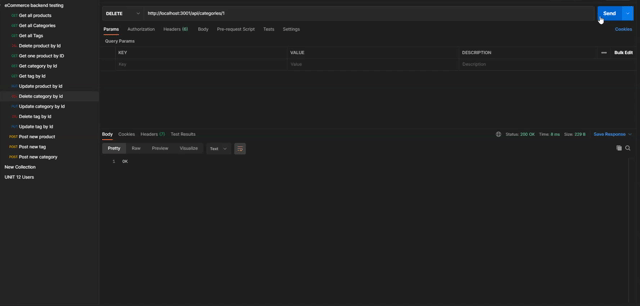 eCommerce backend testing
GET Get all products
GET Get all Categories
GET Get all Tags
DEL Delete product by Id
GET Get one product by ID
GET Get category by Id
GET Get tag by id
PUT Update product by id
DEL Delete category by id
PUT Update category by id
DEL Delete tag by id
PUT Update tag by id
POST Post new product
POST Post new tag
POST Post new category
New Collection
UNIT 12 Users
DELETE http://localhost:3001/api/categories/1 Send
Params Authorization Headers (6) Body Pre-request Script Tests Settings Cookies
Query Params
KEY VALUE DESCRIPTION Bulk Edit
Key Value Description
Body Cookies Headers (7) Test Results Status: 200 OK Time: 8 ms Size: 229 B Save Response
Pretty Raw Preview Visualize Text
1 OK